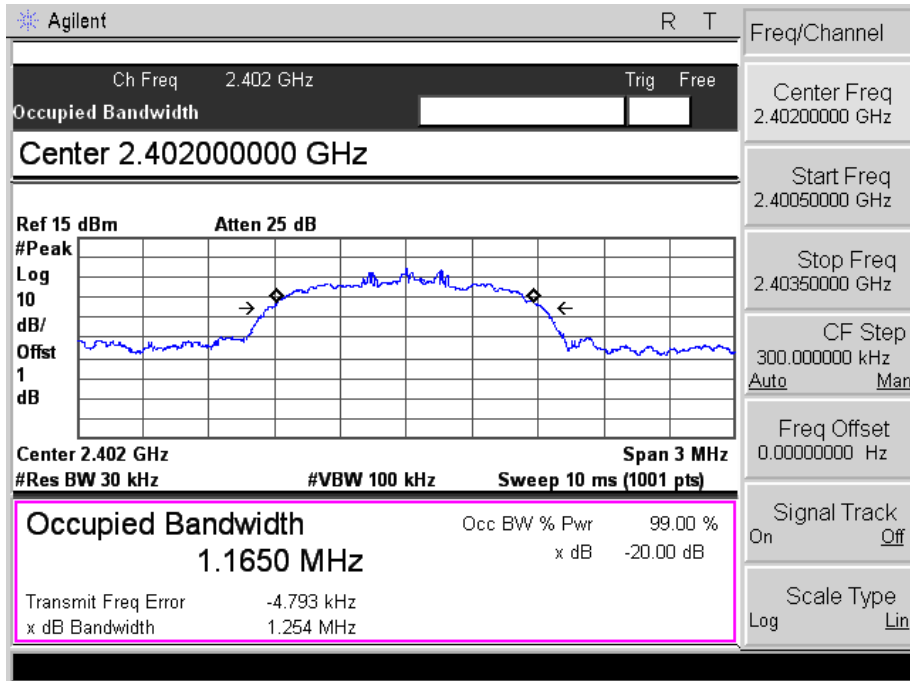 Agilent R T
Ch Freq 2.402 GHz Trig Free
Occupied Bandwidth
Center 2.402000000 GHz
Ref 15 dBm Atten 25 dB
#Peak
Log
10
dB/
Offst
1
dB
Center 2.402 GHz Span 3 MHz
#Res BW 30 kHz #VBW 100 kHz Sweep 10 ms (1001 pts)
Occupied Bandwidth
1.1650 MHz
Occ BW % Pwr 99.00 %
x dB -20.00 dB
Transmit Freq Error -4.793 kHz
x dB Bandwidth 1.254 MHz
Freq/Channel
Center Freq
2.40200000 GHz
Start Freq
2.40050000 GHz
Stop Freq
2.40350000 GHz
CF Step
300.000000 kHz
Auto Man
Freq Offset
0.00000000 Hz
Signal Track
On Off
Scale Type
Log Lin